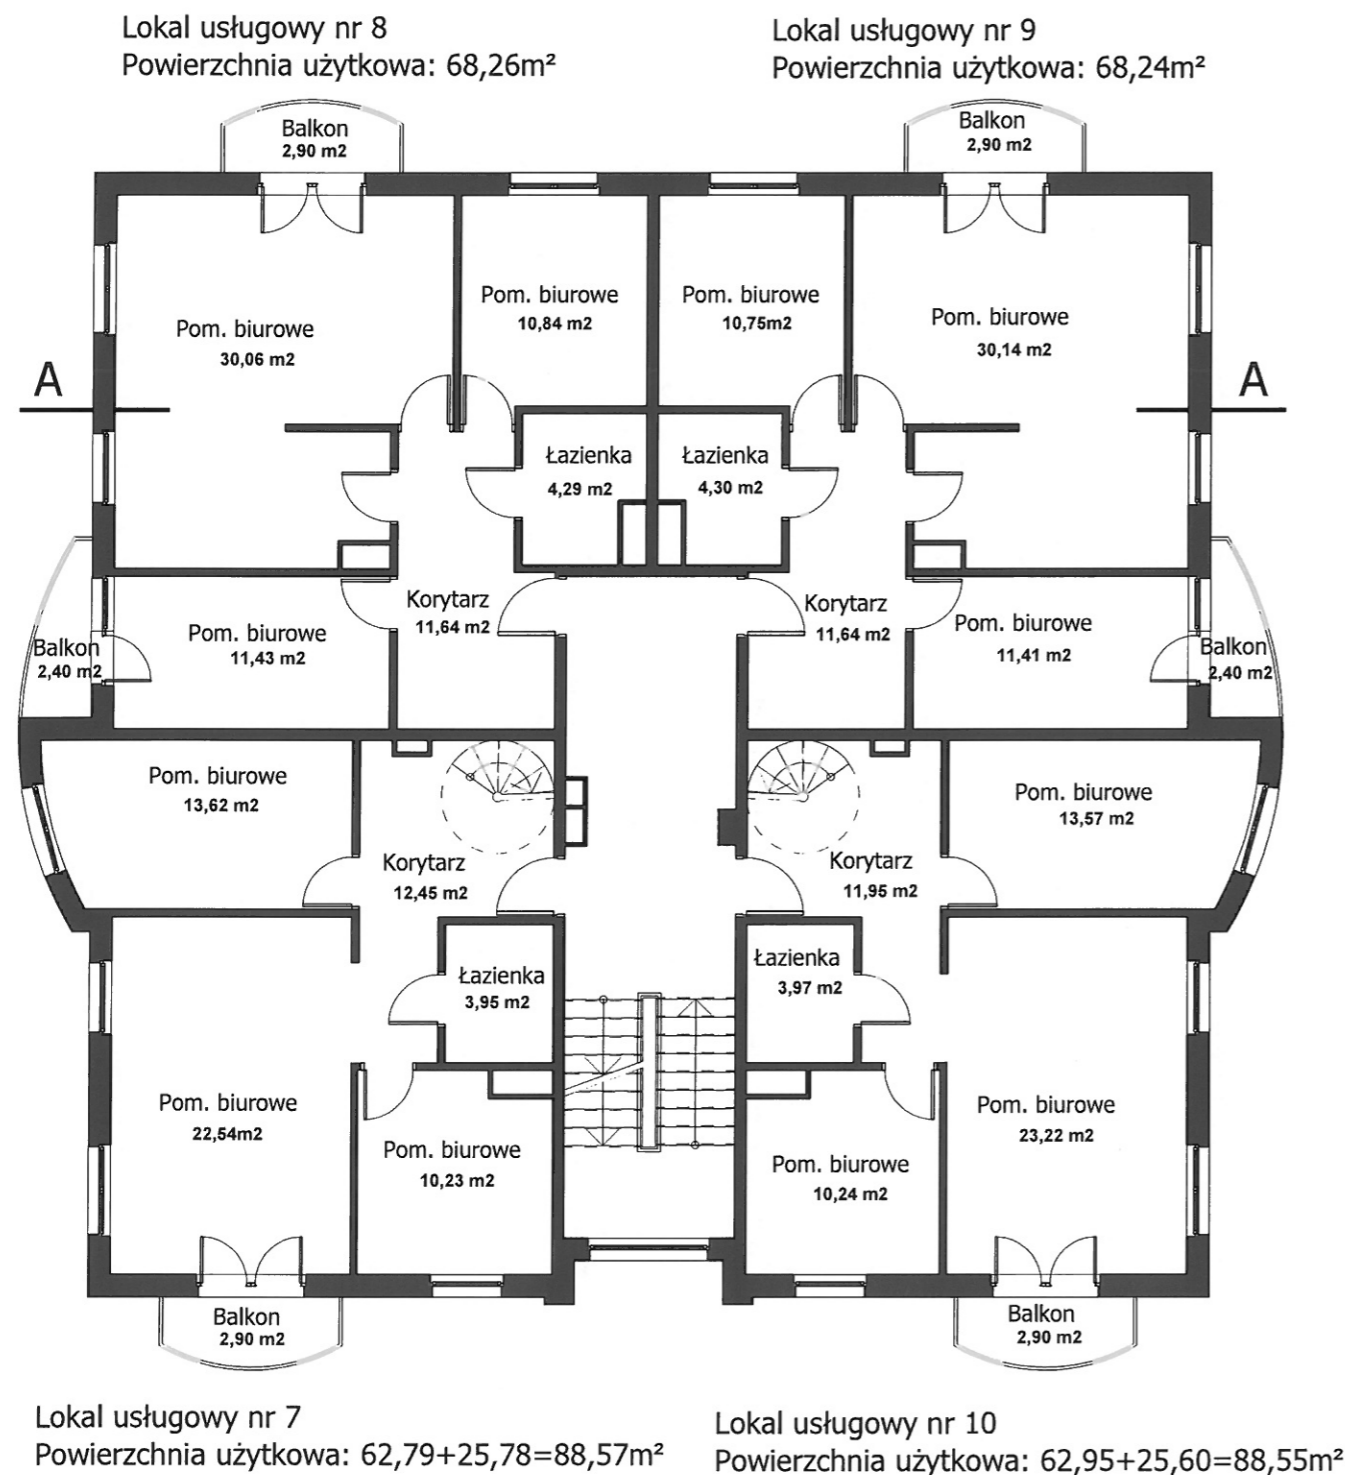 Lokal usługowy nr 8
Powierzchnia użytkowa: 68,26m²
Lokal usługowy nr 9
Powierzchnia użytkowa: 68,24m²
Balkon
2,90 m2
Balkon
2,90 m2
Pom. biurowe
30,06 m2
Pom. biurowe
10,84 m2
Pom. biurowe
10,75m2
Pom. biurowe
30,14 m2
A
A
Łazienka
4,29 m2
Łazienka
4,30 m2
Korytarz
11,64 m2
Korytarz
11,64 m2
Balkon
2,40 m2
Pom. biurowe
11,43 m2
Pom. biurowe
11,41 m2
Balkon
2,40 m2
Pom. biurowe
13,62 m2
Pom. biurowe
13,57 m2
Korytarz
12,45 m2
Korytarz
11,95 m2
Łazienka
3,95 m2
Łazienka
3,97 m2
Pom. biurowe
22,54m2
Pom. biurowe
10,23 m2
Pom. biurowe
10,24 m2
Pom. biurowe
23,22 m2
Balkon
2,90 m2
Balkon
2,90 m2
Lokal usługowy nr 7
Powierzchnia użytkowa: 62,79+25,78=88,57m²
Lokal usługowy nr 10
Powierzchnia użytkowa: 62,95+25,60=88,55m²